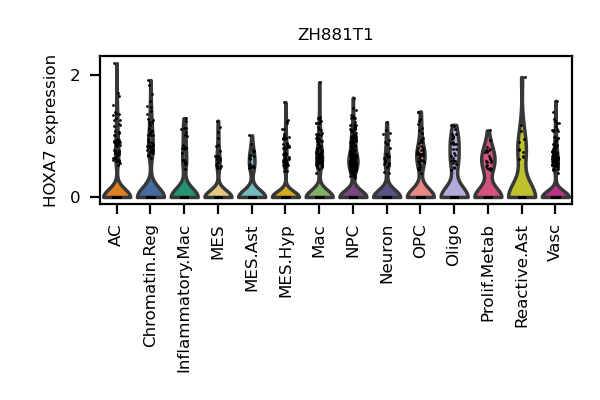 ZH881T1
HOXA7 expression
2
0
AC
Chromatin.Reg
Inflammatory.Mac
MES
MES.Ast
MES.Hyp
Mac
NPC
Neuron
OPC
Oligo
Prolif.Metab
Reactive.Ast
Vasc